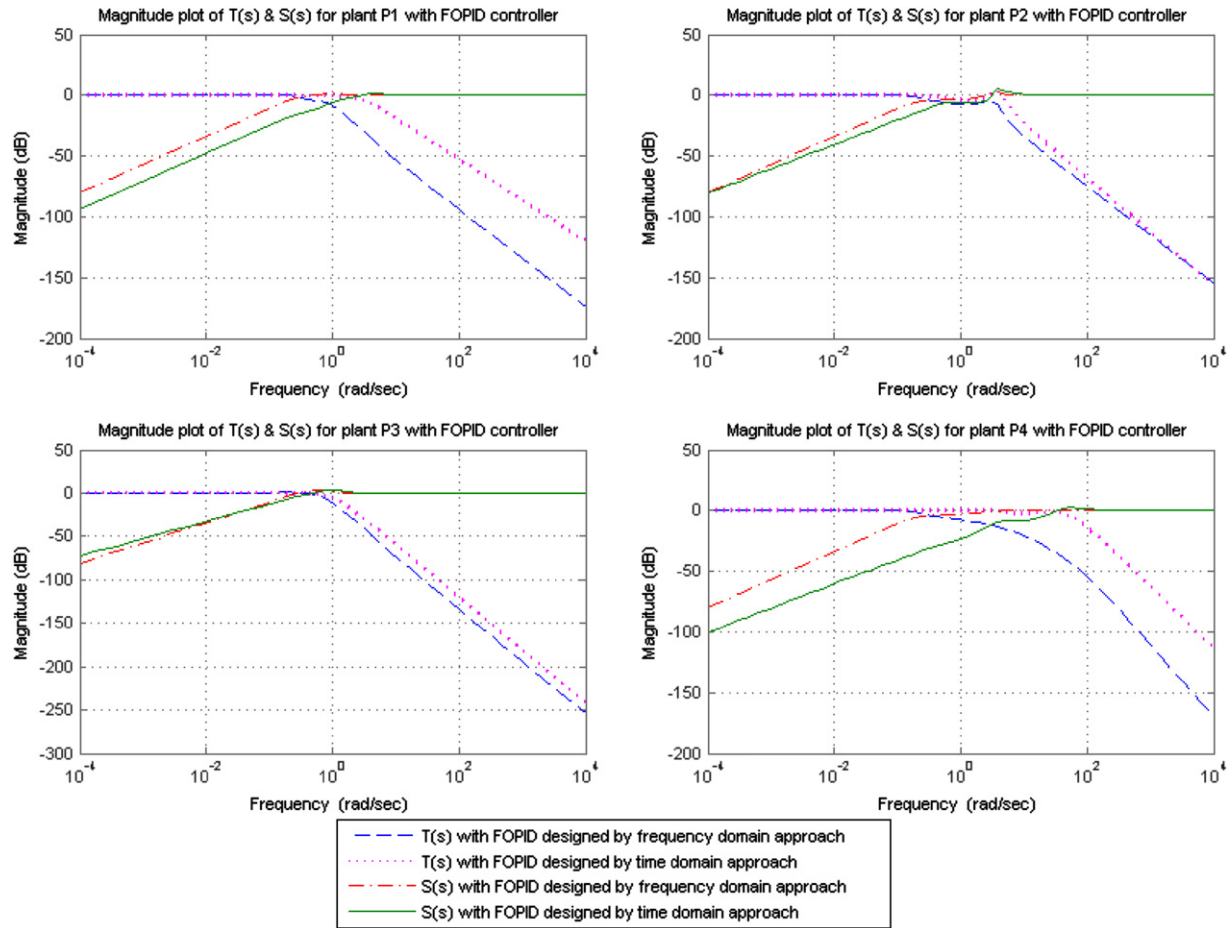 Magnitude plot of T(s) & S(s) for plant P1 with FOPID controller
50
0
-50
-100
-150
-200
Magnitude (dB)
10^-4
10^-2
10^0
10^2
10^4
Frequency (rad/sec)
Magnitude plot of T(s) & S(s) for plant P2 with FOPID controller
50
0
-50
-100
-150
-200
Magnitude (dB)
10^-4
10^-2
10^0
10^2
10^4
Frequency (rad/sec)
Magnitude plot of T(s) & S(s) for plant P3 with FOPID controller
50
0
-50
-100
-150
-200
-250
-300
Magnitude (dB)
10^-4
10^-2
10^0
10^2
10^4
Frequency (rad/sec)
Magnitude plot of T(s) & S(s) for plant P4 with FOPID controller
50
0
-50
-100
-150
-200
Magnitude (dB)
10^-4
10^-2
10^0
10^2
10^4
Frequency (rad/sec)
T(s) with FOPID designed by frequency domain approach
T(s) with FOPID designed by time domain approach
S(s) with FOPID designed by frequency domain approach
S(s) with FOPID designed by time domain approach